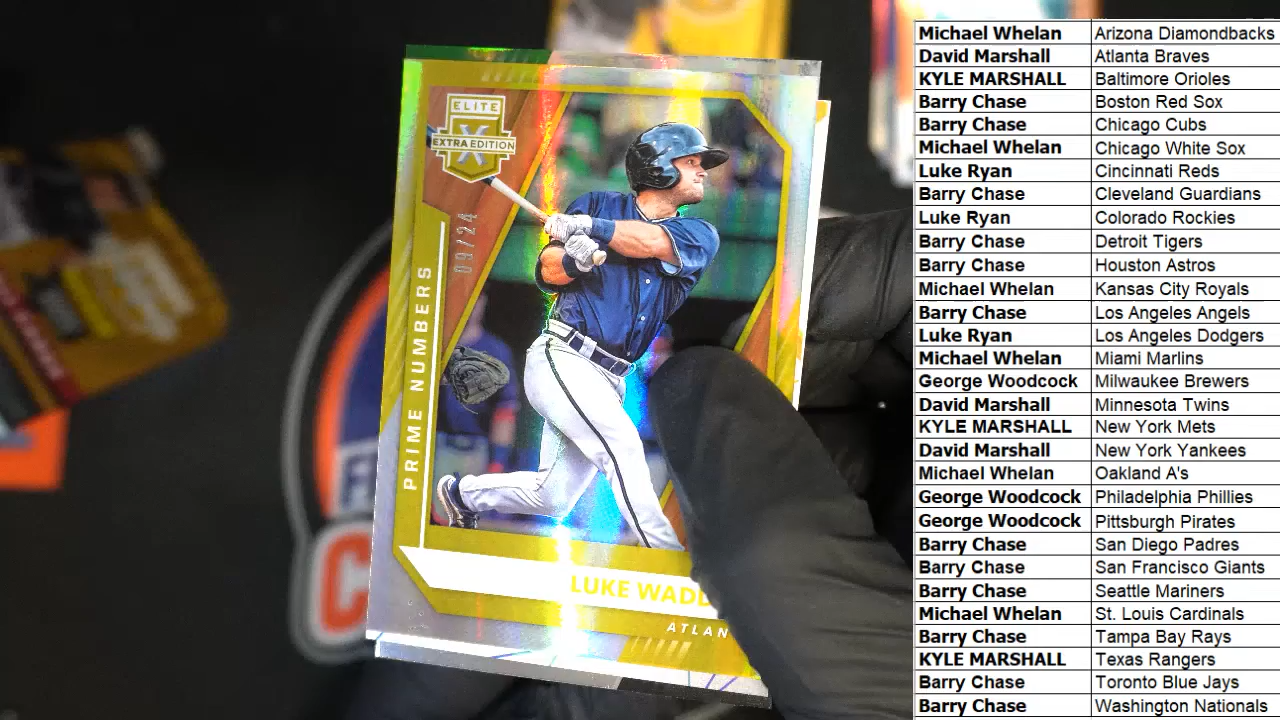 ELITE
X
EXTRA EDITION
09/24
PRIME NUMBERS
LUKE WADD
ATLAN
C
Michael Whelan Arizona Diamondbacks
David Marshall Atlanta Braves
KYLE MARSHALL Baltimore Orioles
Barry Chase Boston Red Sox
Barry Chase Chicago Cubs
Michael Whelan Chicago White Sox
Luke Ryan Cincinnati Reds
Barry Chase Cleveland Guardians
Luke Ryan Colorado Rockies
Barry Chase Detroit Tigers
Barry Chase Houston Astros
Michael Whelan Kansas City Royals
Barry Chase Los Angeles Angels
Luke Ryan Los Angeles Dodgers
Michael Whelan Miami Marlins
George Woodcock Milwaukee Brewers
David Marshall Minnesota Twins
KYLE MARSHALL New York Mets
David Marshall New York Yankees
Michael Whelan Oakland A's
George Woodcock Philadelphia Phillies
George Woodcock Pittsburgh Pirates
Barry Chase San Diego Padres
Barry Chase San Francisco Giants
Barry Chase Seattle Mariners
Michael Whelan St. Louis Cardinals
Barry Chase Tampa Bay Rays
KYLE MARSHALL Texas Rangers
Barry Chase Toronto Blue Jays
Barry Chase Washington Nationals